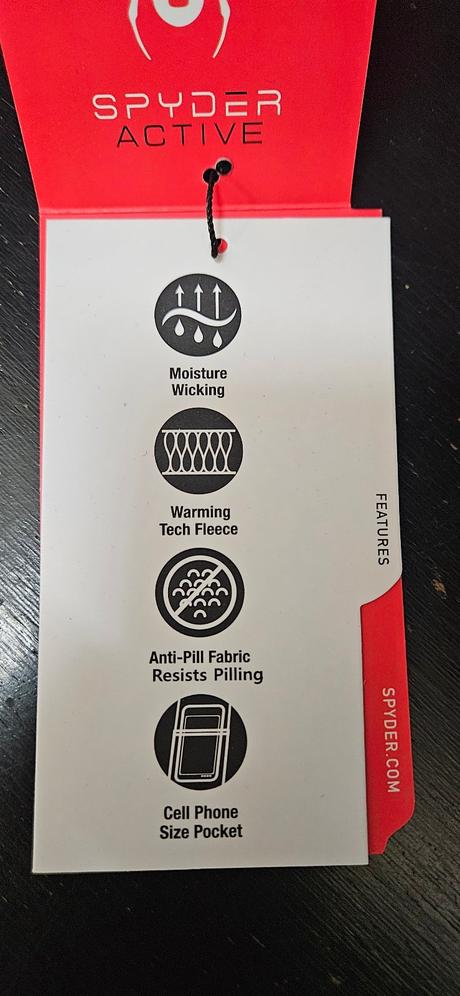 SPYDER
ACTIVE
Moisture
Wicking
Warming
Tech Fleece
Anti-Pill Fabric
Resists Pilling
Cell Phone
Size Pocket
FEATURES
SPYDER.COM